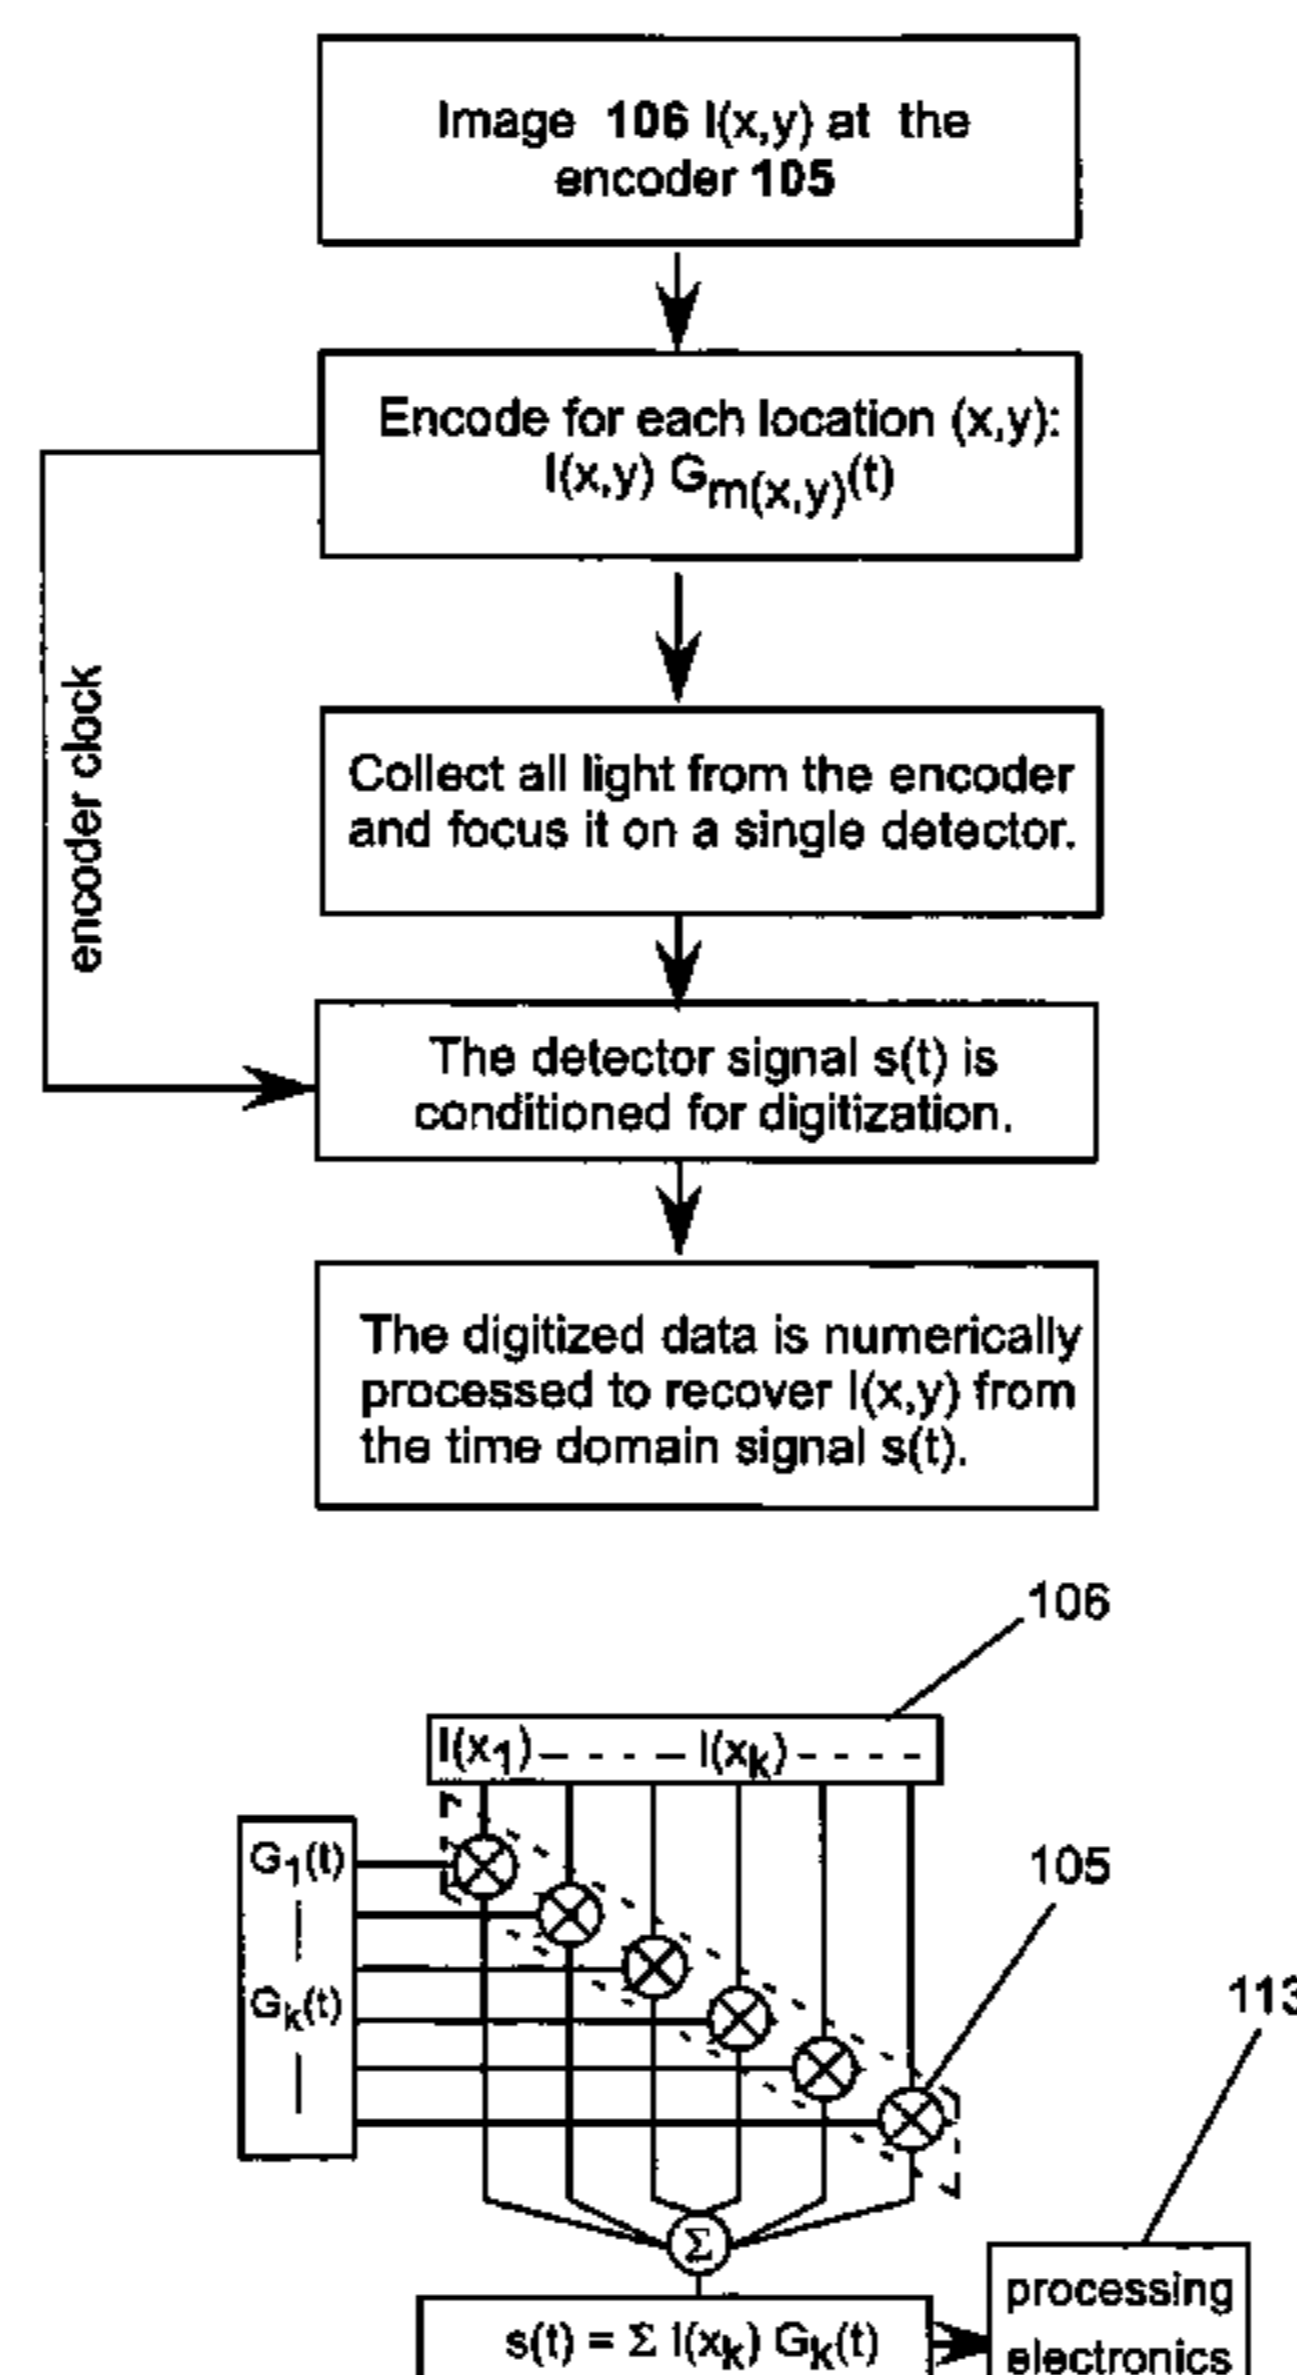 Image 106 I(x,y) at the
encoder 105
Encode for each location (x,y):
I(x,y) Gm(x,y)(t)
encoder clock
Collect all light from the encoder
and focus it on a single detector.
The detector signal s(t) is
conditioned for digitization.
The digitized data is numerically
processed to recover I(x,y) from
the time domain signal s(t).
106
I(x1) - - - - I(xk) - - - -
G1(t)
105
Gk(t)
113
Σ
processing
s(t) = Σ I(xk) Gk(t)
electronics